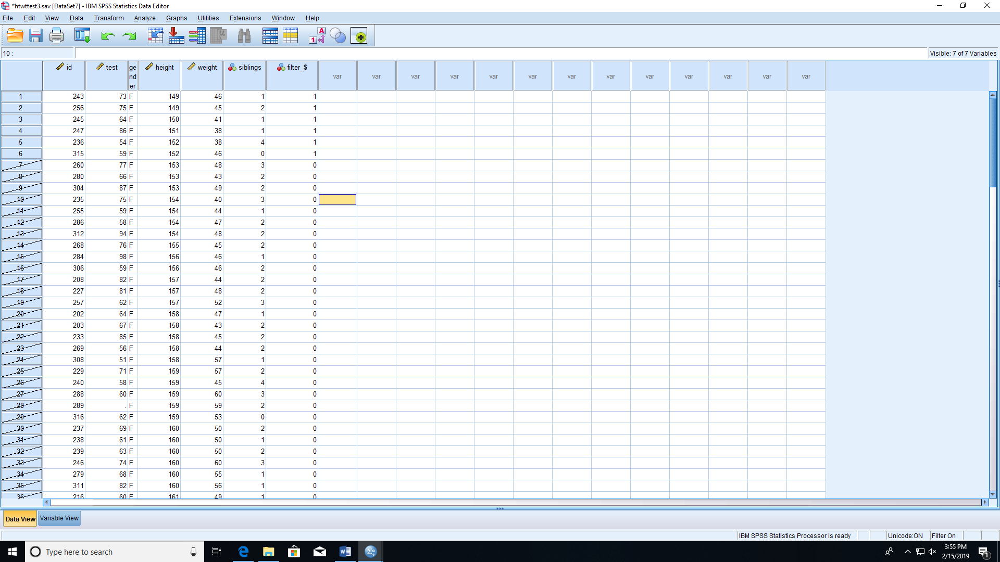 *htwttest3.sav [DataSet7] - IBM SPSS Statistics Data Editor
File Edit View Data Transform Analyze Graphs Utilities Extensions Window Help
10 :
Visible: 7 of 7 Variables
id test gender height weight siblings filter_$ var var var var var var var var var var var var var
1 243 73 F 149 46 1 1
2 256 75 F 149 45 2 1
3 245 64 F 150 41 1 1
4 247 86 F 151 38 1 1
5 236 54 F 152 38 4 1
6 315 59 F 152 46 0 1
7 260 77 F 153 48 3 0
8 280 66 F 153 43 2 0
9 304 87 F 153 49 2 0
10 235 75 F 154 40 3 0
11 255 59 F 154 44 1 0
12 286 58 F 154 47 2 0
13 312 94 F 154 48 2 0
14 268 76 F 155 45 2 0
15 284 98 F 156 46 1 0
16 306 59 F 156 46 2 0
17 208 82 F 157 44 2 0
18 227 81 F 157 48 2 0
19 257 62 F 157 52 3 0
20 202 64 F 158 47 1 0
21 203 67 F 158 43 2 0
22 233 85 F 158 45 2 0
23 269 56 F 158 44 2 0
24 308 51 F 158 57 1 0
25 229 71 F 159 57 2 0
26 240 58 F 159 45 4 0
27 288 60 F 159 60 3 0
28 289 . F 159 59 2 0
29 316 62 F 159 53 0 0
30 237 69 F 160 50 2 0
31 238 61 F 160 50 1 0
32 239 63 F 160 50 2 0
33 246 74 F 160 60 3 0
34 279 68 F 160 55 1 0
35 311 82 F 160 56 1 0
36 216 60 F 161 49 1 0
Data View Variable View
IBM SPSS Statistics Processor is ready Unicode:ON Filter On
Type here to search
3:55 PM
2/15/2019
1